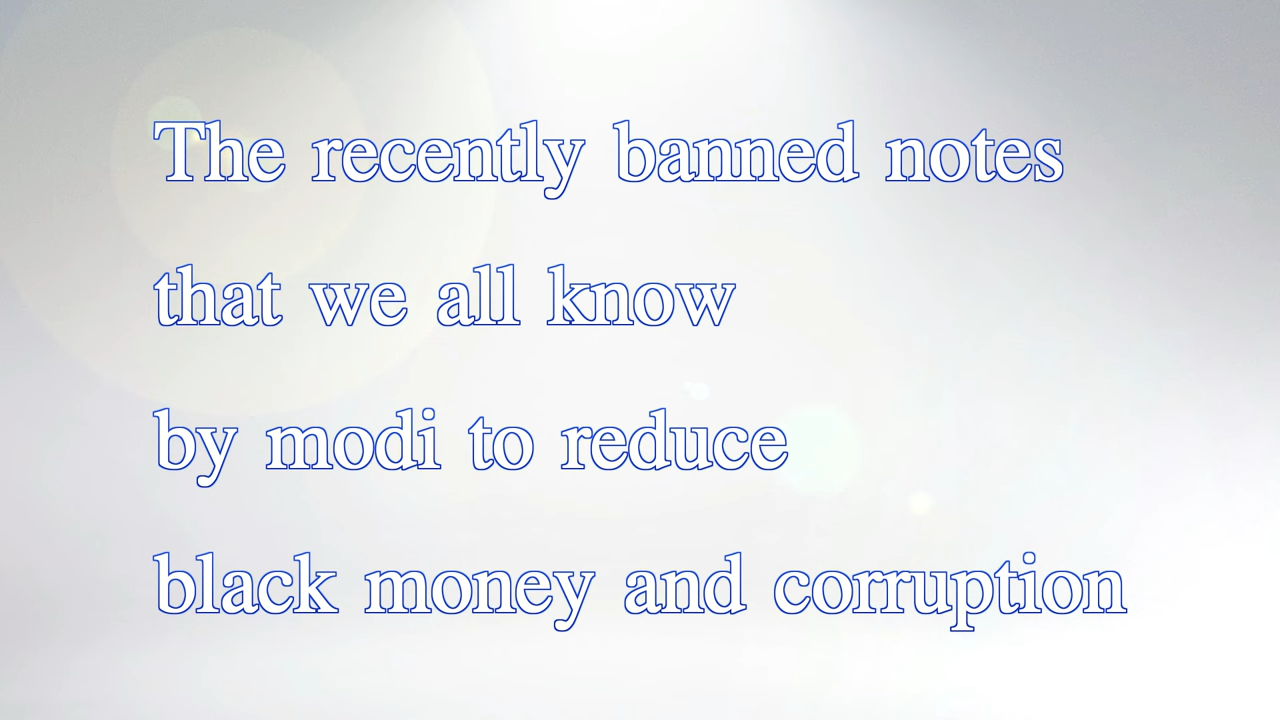 The recently banned notes
that we all know
by modi to reduce
black money and corruption